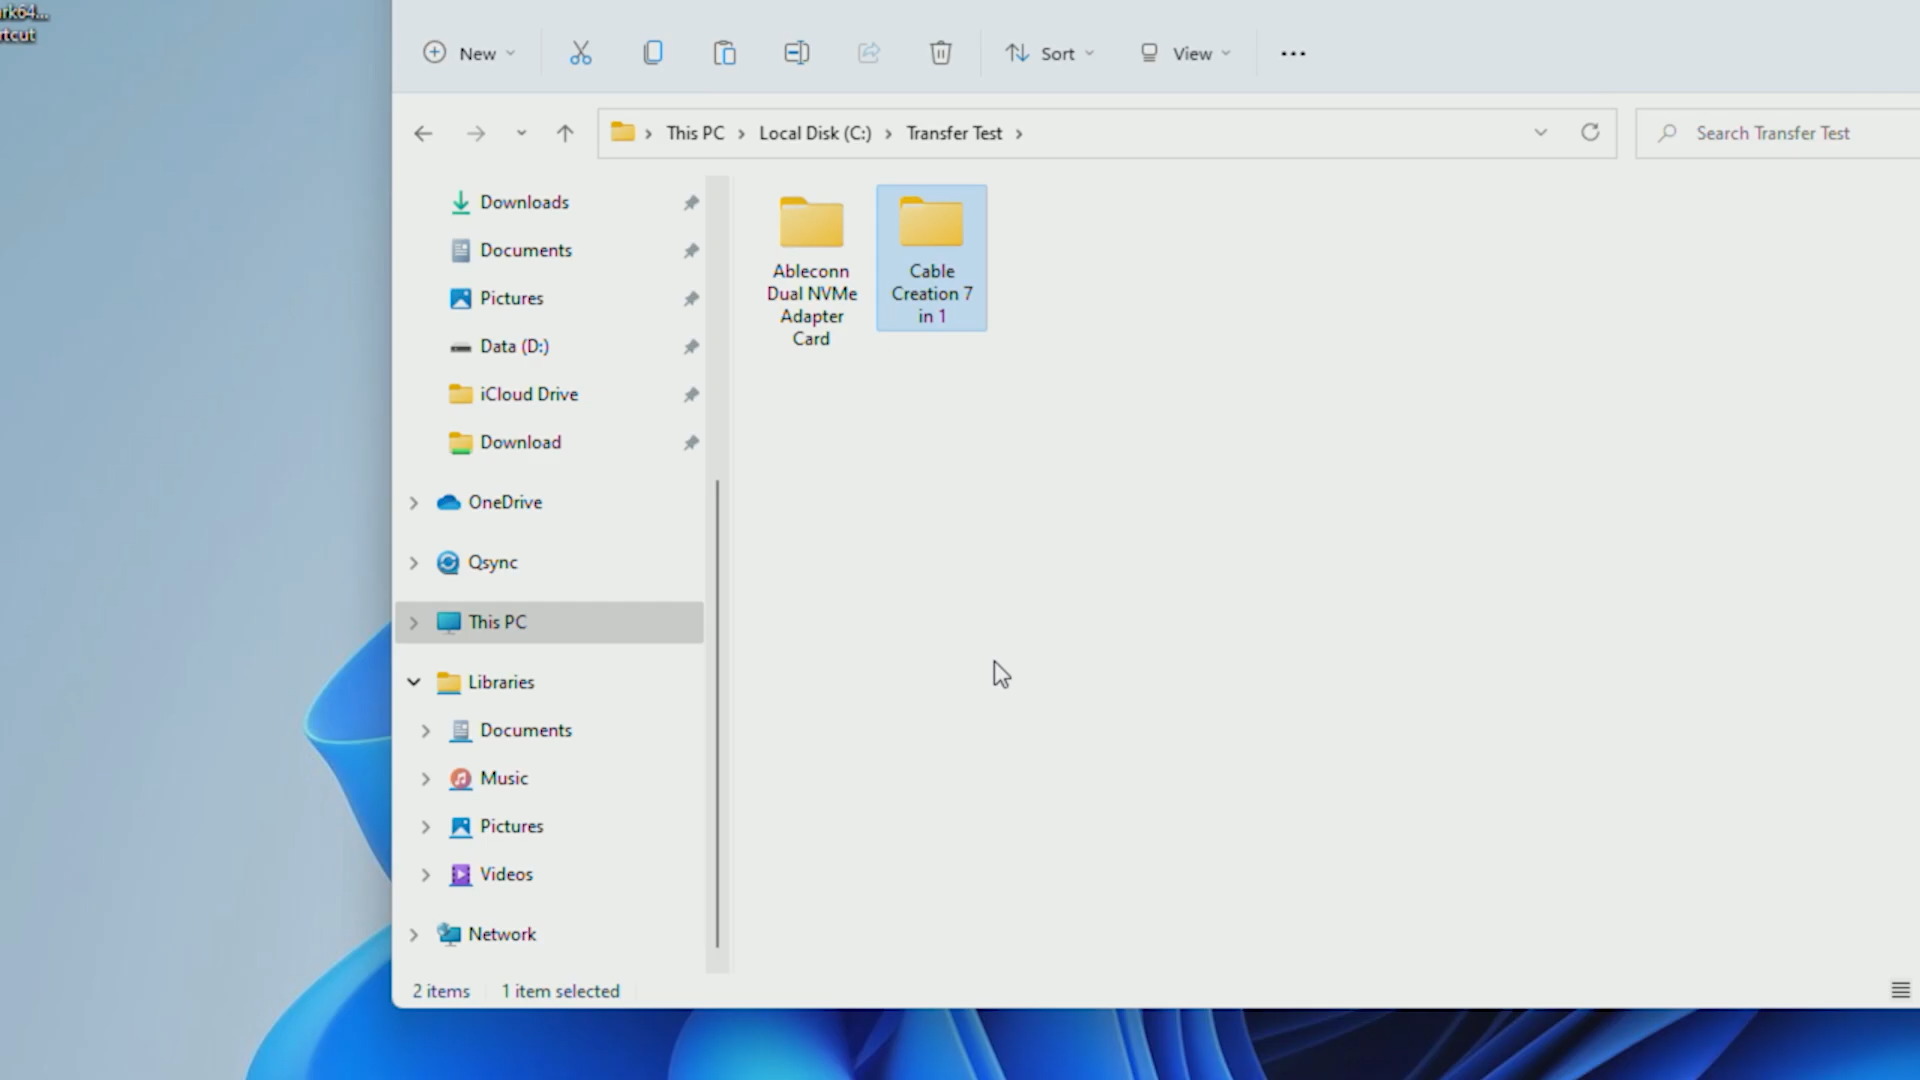 rk64...
rtcut
New
Sort
View
This PC
Local Disk (C:)
Transfer Test
Search Transfer Test
Downloads
Documents
Pictures
Data (D:)
iCloud Drive
Download
OneDrive
Qsync
This PC
Libraries
Documents
Music
Pictures
Videos
Network
Ableconn
Dual NVMe
Adapter
Card
Cable
Creation 7
in 1
2 items
1 item selected